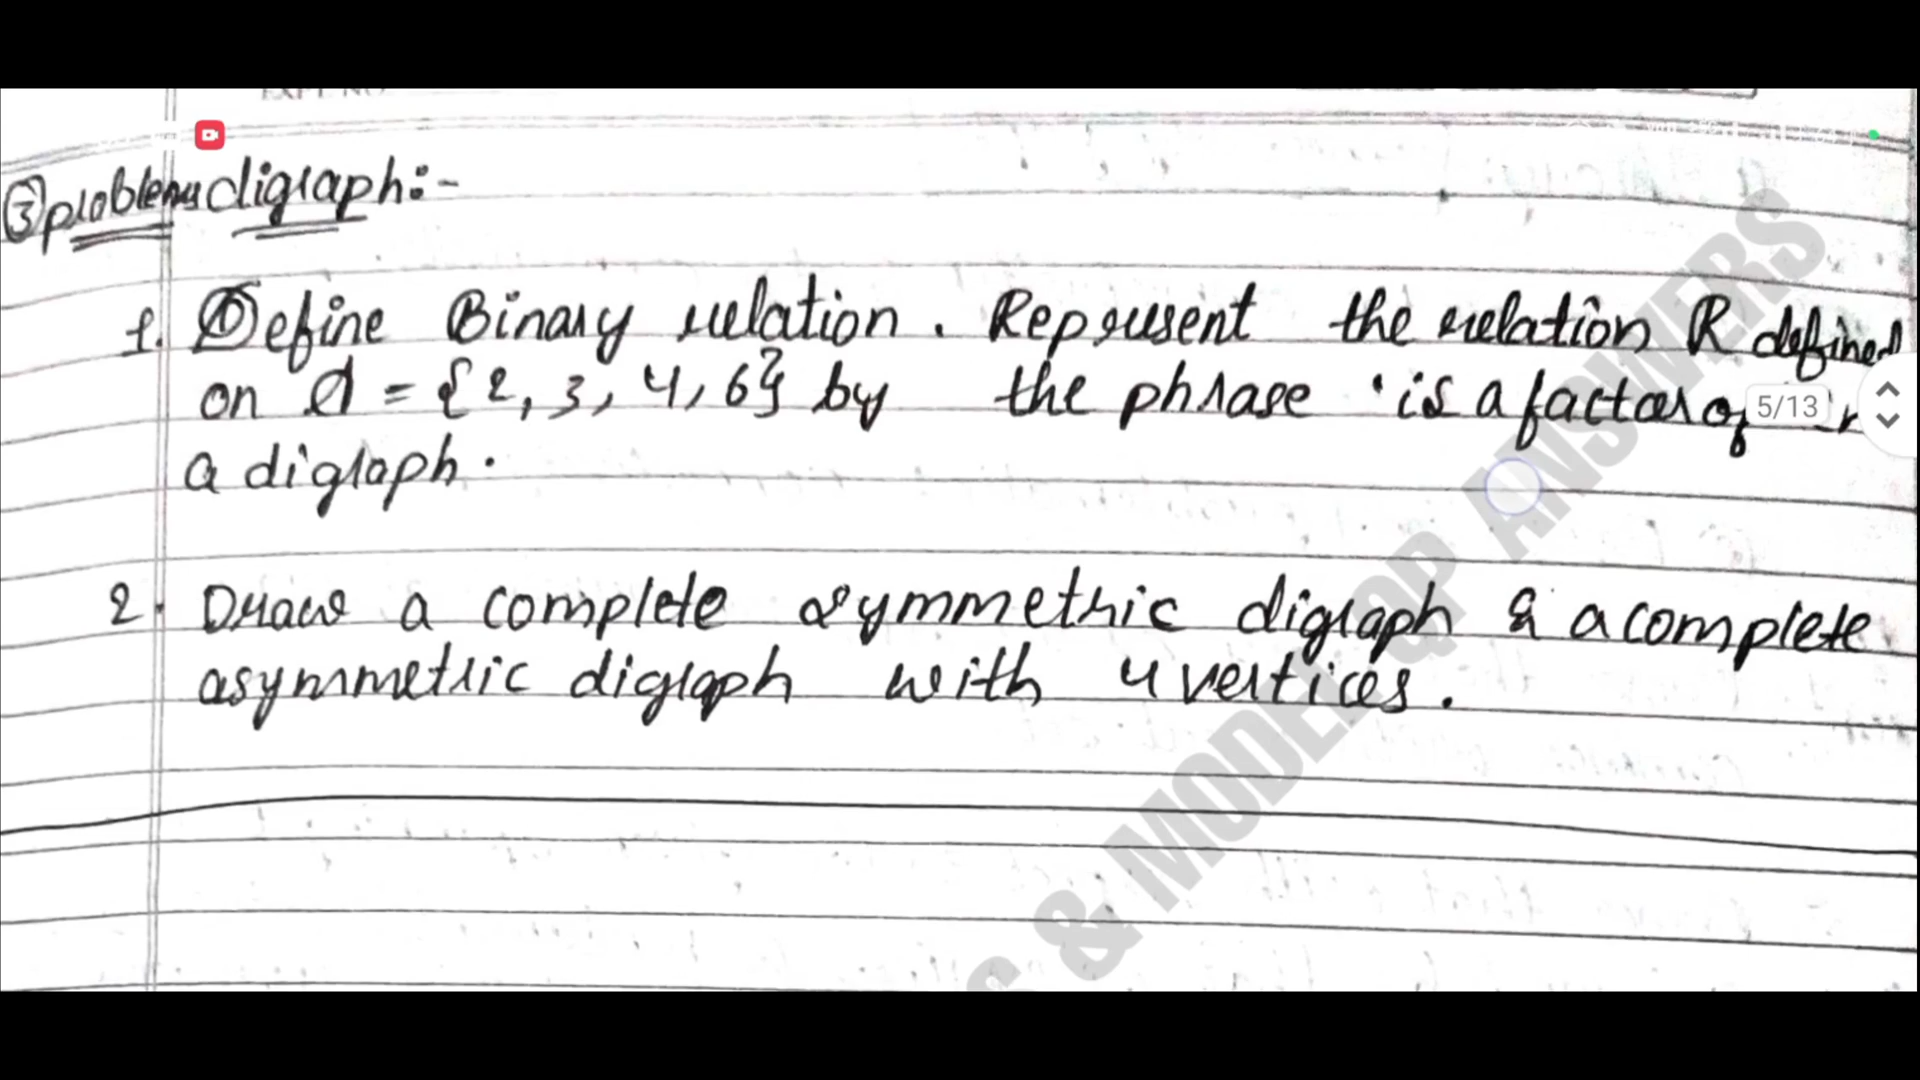 ③ problems digraph:-
1. Define Binary relation. Represent the relation R defined
on A = {2, 3, 4, 6} by the phrase 'is a factor of
5/13
a digraph.
2. Draw a complete symmetric digraph & a complete
asymmetric digraph with 4 vertices.
& MODEL QP ANSWERS